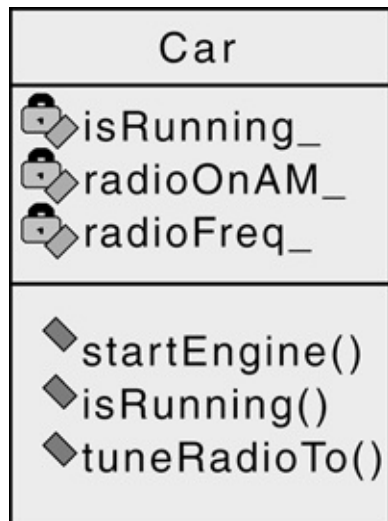 Car
isRunning_
radioOnAM_
radioFreq_
startEngine()
isRunning()
tuneRadioTo()